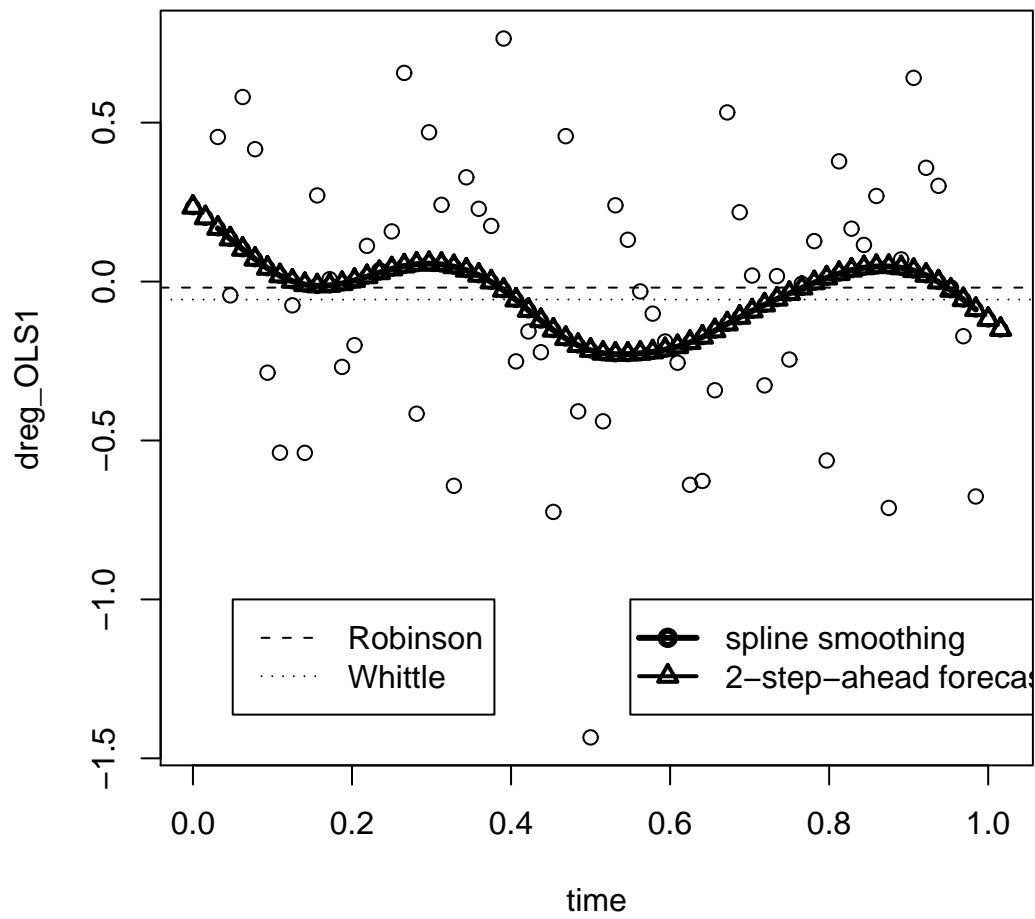 0.5
0.0
−0.5
−1.0
−1.5
dreg_OLS1
Robinson
Whittle
spline smoothing
2−step−ahead forecas
0.0 0.2 0.4 0.6 0.8 1.0
time